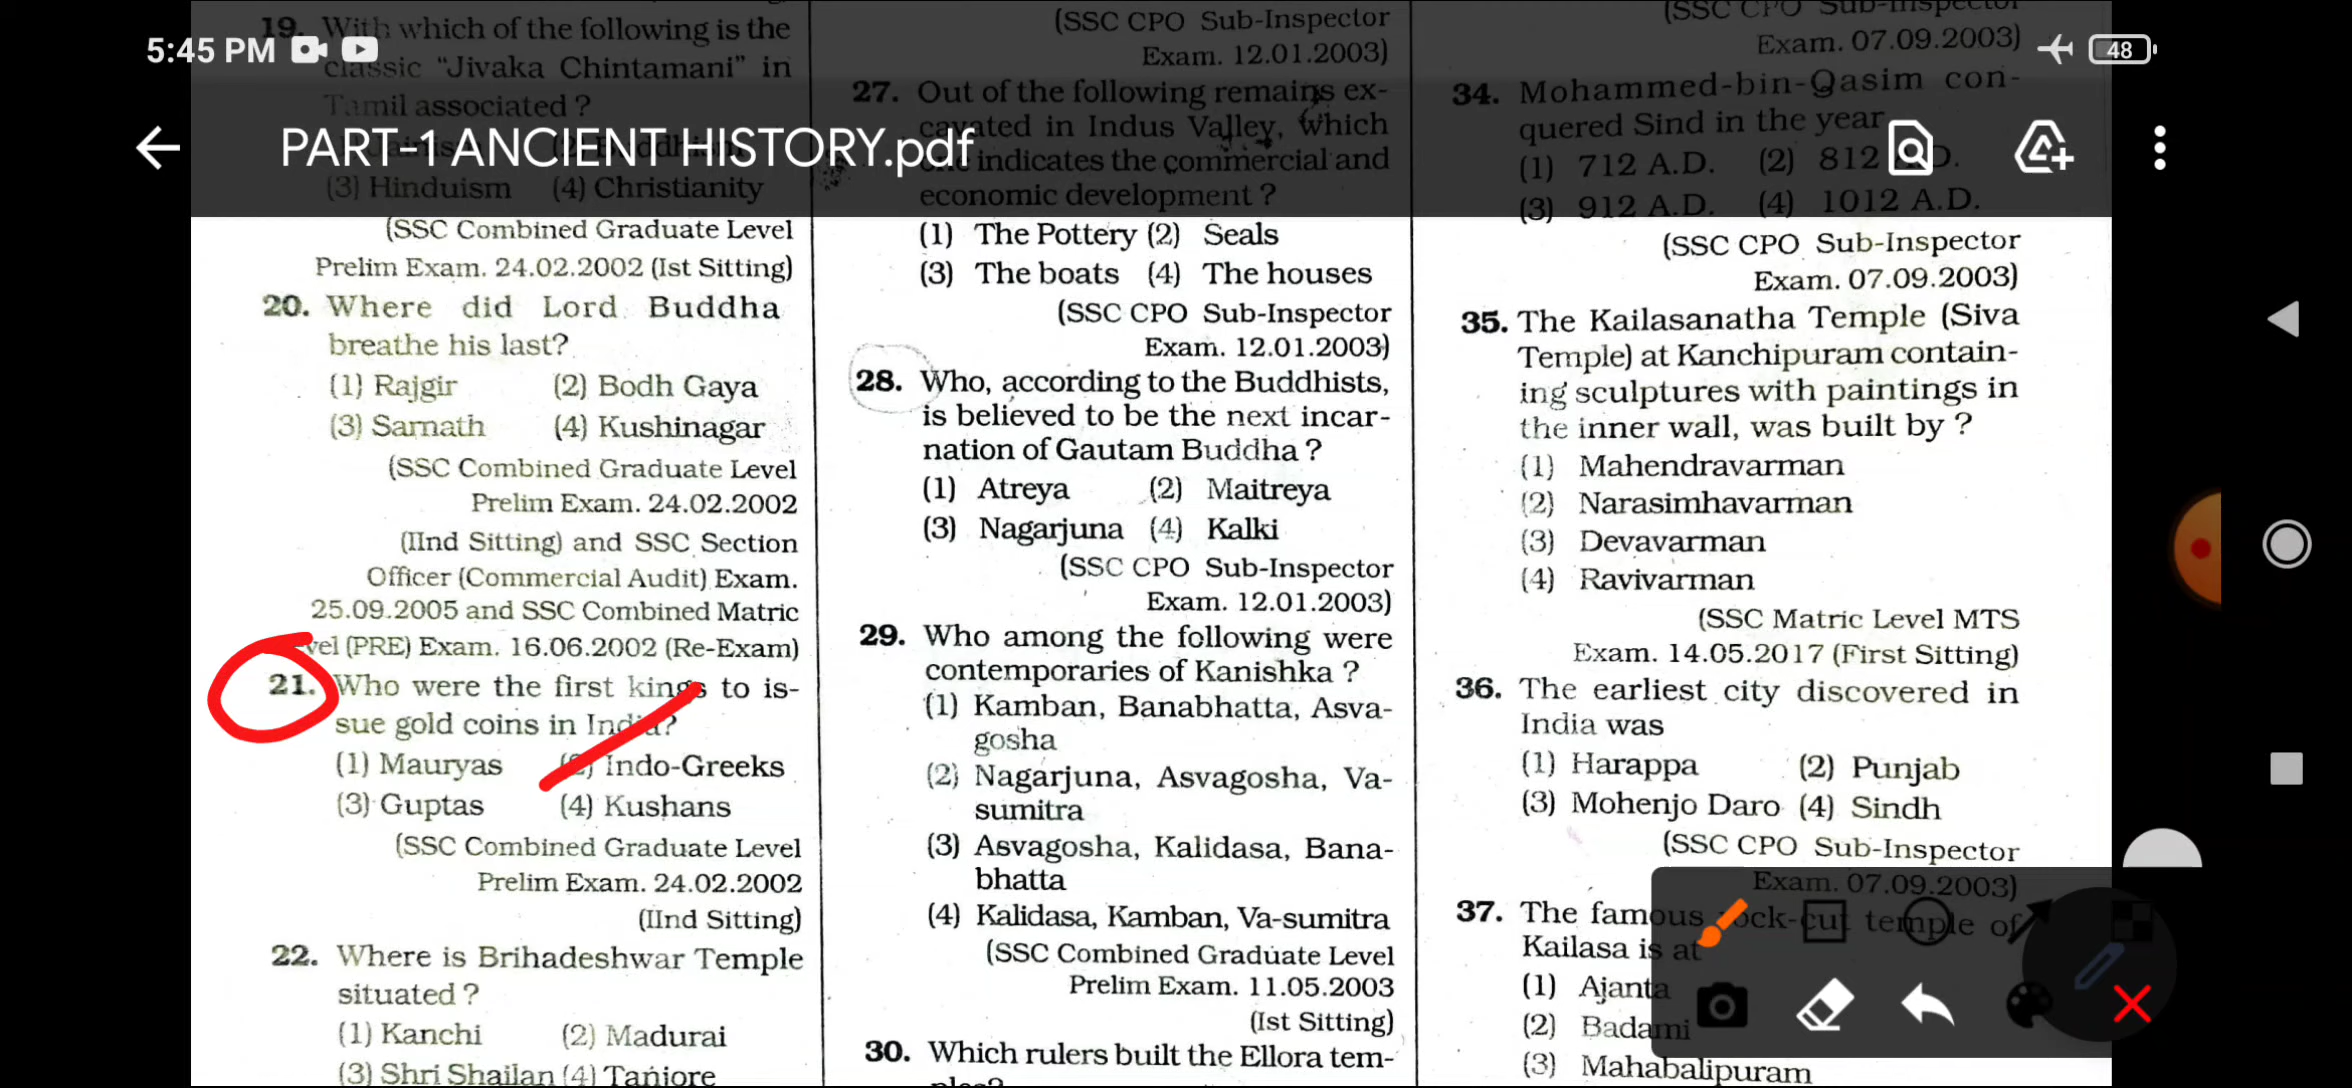 5:45 PM
48
PART-1 ANCIENT HISTORY.pdf
19. With which of the following is the
classic “Jivaka Chintamani” in
Tamil associated ?
(3) Hinduism (4) Christianity
(SSC Combined Graduate Level
Prelim Exam. 24.02.2002 (Ist Sitting)
20. Where did Lord Buddha
breathe his last?
(1) Rajgir (2) Bodh Gaya
(3) Sarnath (4) Kushinagar
(SSC Combined Graduate Level
Prelim Exam. 24.02.2002
(IInd Sitting) and SSC Section
Officer (Commercial Audit) Exam.
25.09.2005 and SSC Combined Matric
vel (PRE) Exam. 16.06.2002 (Re-Exam)
21. Who were the first kings to is-
sue gold coins in India?
(1) Mauryas (2) Indo-Greeks
(3) Guptas (4) Kushans
(SSC Combined Graduate Level
Prelim Exam. 24.02.2002
(IInd Sitting)
22. Where is Brihadeshwar Temple
situated ?
(1) Kanchi (2) Madurai
(3) Shri Shailan (4) Tanjore
(SSC CPO Sub-Inspector
Exam. 12.01.2003)
27. Out of the following remains ex-
cavated in Indus Valley, which
one indicates the commercial and
economic development ?
(1) The Pottery (2) Seals
(3) The boats (4) The houses
(SSC CPO Sub-Inspector
Exam. 12.01.2003)
28. Who, according to the Buddhists,
is believed to be the next incar-
nation of Gautam Buddha ?
(1) Atreya (2) Maitreya
(3) Nagarjuna (4) Kalki
(SSC CPO Sub-Inspector
Exam. 12.01.2003)
29. Who among the following were
contemporaries of Kanishka ?
(1) Kamban, Banabhatta, Asva-
gosha
(2) Nagarjuna, Asvagosha, Va-
sumitra
(3) Asvagosha, Kalidasa, Bana-
bhatta
(4) Kalidasa, Kamban, Va-sumitra
(SSC Combined Graduate Level
Prelim Exam. 11.05.2003
(Ist Sitting)
30. Which rulers built the Ellora tem-
ples?
(SSC CPO Sub-Inspector
Exam. 07.09.2003)
34. Mohammed-bin-Qasim con-
quered Sind in the year
(1) 712 A.D. (2) 812 A.D.
(3) 912 A.D. (4) 1012 A.D.
(SSC CPO Sub-Inspector
Exam. 07.09.2003)
35. The Kailasanatha Temple (Siva
Temple) at Kanchipuram contain-
ing sculptures with paintings in
the inner wall, was built by ?
(1) Mahendravarman
(2) Narasimhavarman
(3) Devavarman
(4) Ravivarman
(SSC Matric Level MTS
Exam. 14.05.2017 (First Sitting)
36. The earliest city discovered in
India was
(1) Harappa (2) Punjab
(3) Mohenjo Daro (4) Sindh
(SSC CPO Sub-Inspector
Exam. 07.09.2003)
37. The famous rock-cut temple of
Kailasa is at
(1) Ajanta
(2) Badami
(3) Mahabalipuram